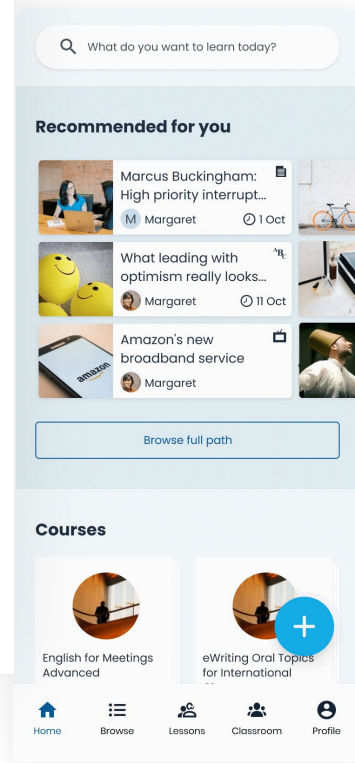 What do you want to learn today?
Recommended for you
Marcus Buckingham:
High priority interrupt...
M Margaret 1 Oct
What leading with
optimism really looks...
Margaret 11 Oct
Amazon's new
broadband service
Margaret
amazon
Browse full path
Courses
English for Meetings
Advanced
eWriting Oral Topics
for International
Home Browse Lessons Classroom Profile